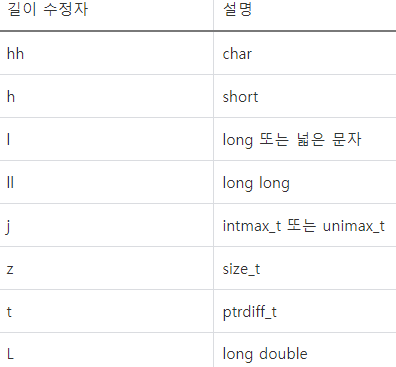 길이 수정자 설명
hh char
h short
l long 또는 넓은 문자
ll long long
j intmax_t 또는 unimax_t
z size_t
t ptrdiff_t
L long double